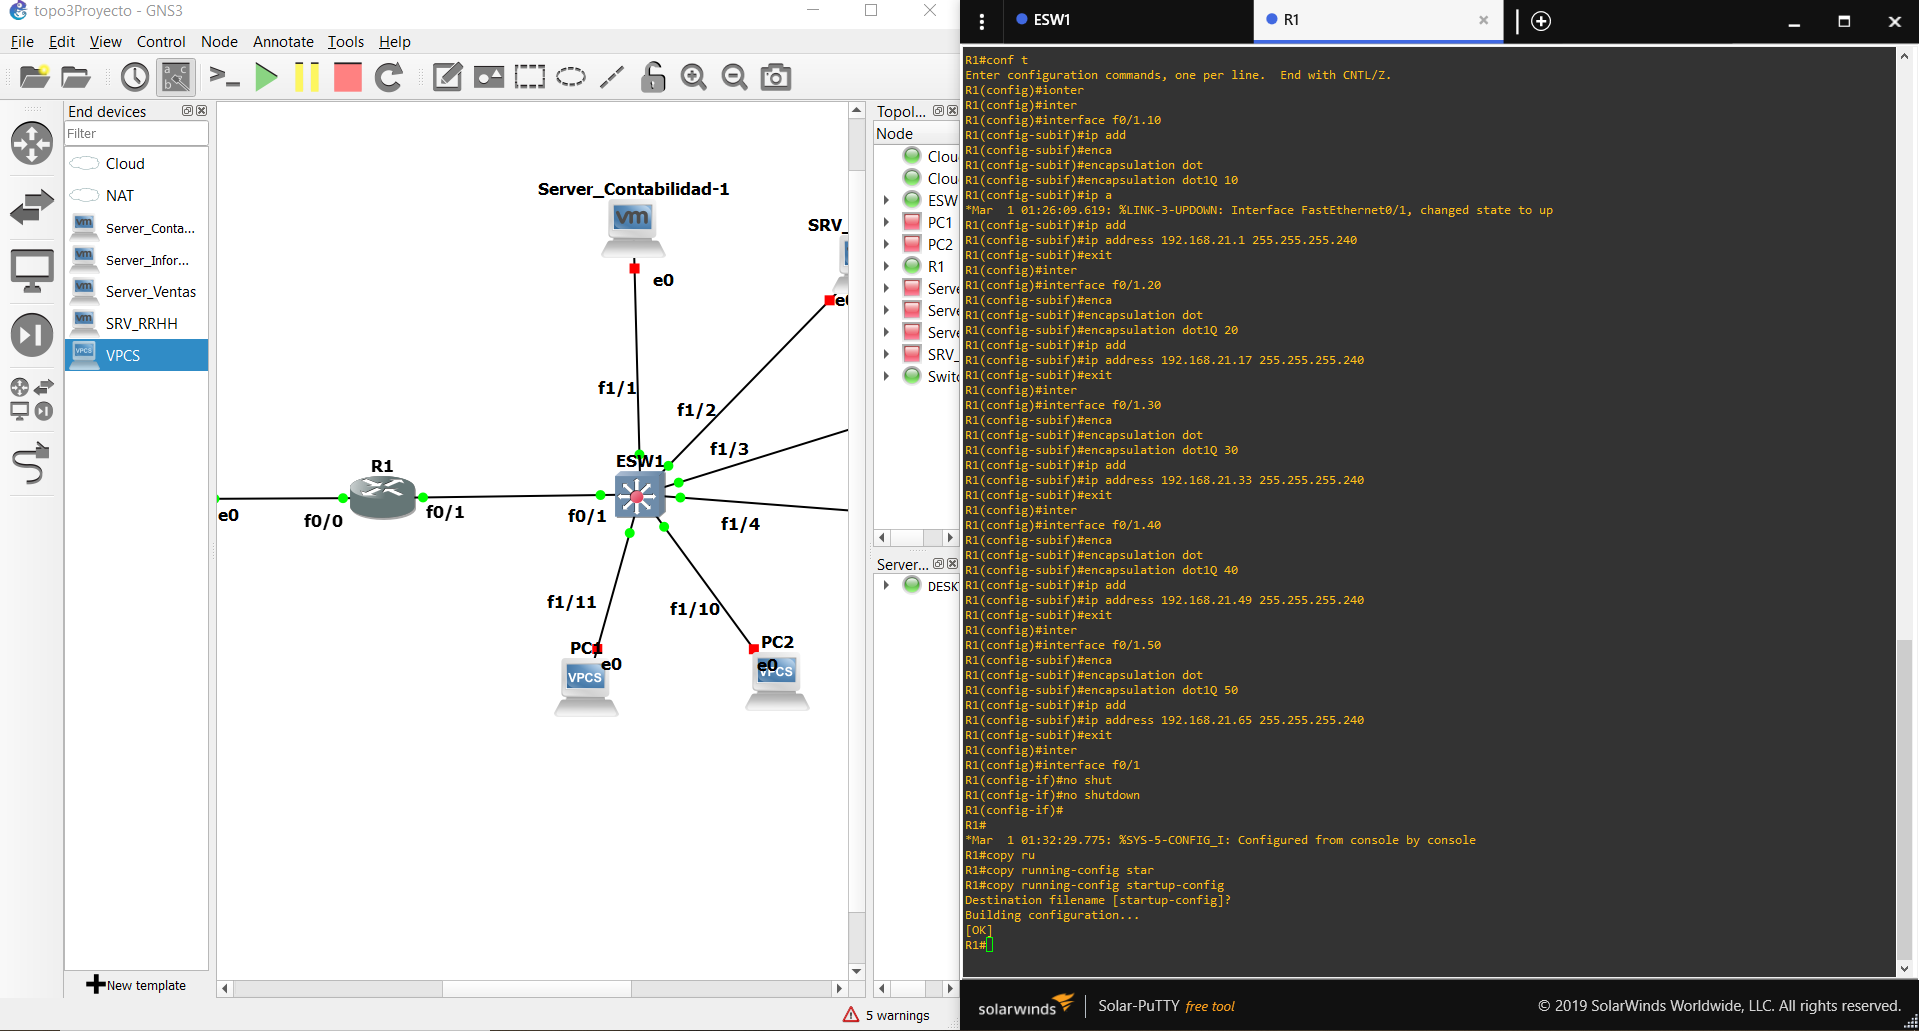 topo3Proyecto - GNS3
File Edit View Control Node Annotate Tools Help
End devices
Filter
Cloud
NAT
Server_Conta...
Server_Infor...
Server_Ventas
SRV_RRHH
VPCS
New template
Server_Contabilidad-1
vm
e0
SRV_
e0
f1/1
f1/2
f1/3
ESW1
R1
e0
f0/0
f0/1
f0/1
f1/4
f1/11
f1/10
PC1
e0
VPCS
PC2
e0
VPCS
Topol...
Node
Clou
Clou
ESW
PC1
PC2
R1
Serve
Serve
Serve
SRV_
Switc
Server...
DESK
5 warnings
ESW1
R1
R1#conf t
Enter configuration commands, one per line.  End with CNTL/Z.
R1(config)#ionter
R1(config)#inter
R1(config)#interface f0/1.10
R1(config-subif)#ip add
R1(config-subif)#enca
R1(config-subif)#encapsulation dot
R1(config-subif)#encapsulation dot1Q 10
R1(config-subif)#ip a
*Mar  1 01:26:09.619: %LINK-3-UPDOWN: Interface FastEthernet0/1, changed state to up
R1(config-subif)#ip add
R1(config-subif)#ip address 192.168.21.1 255.255.255.240
R1(config-subif)#exit
R1(config)#inter
R1(config)#interface f0/1.20
R1(config-subif)#enca
R1(config-subif)#encapsulation dot
R1(config-subif)#encapsulation dot1Q 20
R1(config-subif)#ip add
R1(config-subif)#ip address 192.168.21.17 255.255.255.240
R1(config-subif)#exit
R1(config)#inter
R1(config)#interface f0/1.30
R1(config-subif)#enca
R1(config-subif)#encapsulation dot
R1(config-subif)#encapsulation dot1Q 30
R1(config-subif)#ip add
R1(config-subif)#ip address 192.168.21.33 255.255.255.240
R1(config-subif)#exit
R1(config)#inter
R1(config)#interface f0/1.40
R1(config-subif)#enca
R1(config-subif)#encapsulation dot
R1(config-subif)#encapsulation dot1Q 40
R1(config-subif)#ip add
R1(config-subif)#ip address 192.168.21.49 255.255.255.240
R1(config-subif)#exit
R1(config)#inter
R1(config)#interface f0/1.50
R1(config-subif)#enca
R1(config-subif)#encapsulation dot
R1(config-subif)#encapsulation dot1Q 50
R1(config-subif)#ip add
R1(config-subif)#ip address 192.168.21.65 255.255.255.240
R1(config-subif)#exit
R1(config)#inter
R1(config)#interface f0/1
R1(config-if)#no shut
R1(config-if)#no shutdown
R1(config-if)#
R1#
*Mar  1 01:32:29.775: %SYS-5-CONFIG_I: Configured from console by console
R1#copy ru
R1#copy running-config star
R1#copy running-config startup-config
Destination filename [startup-config]?
Building configuration...
[OK]
R1#
solarwinds Solar-PuTTY free tool
© 2019 SolarWinds Worldwide, LLC. All rights reserved.